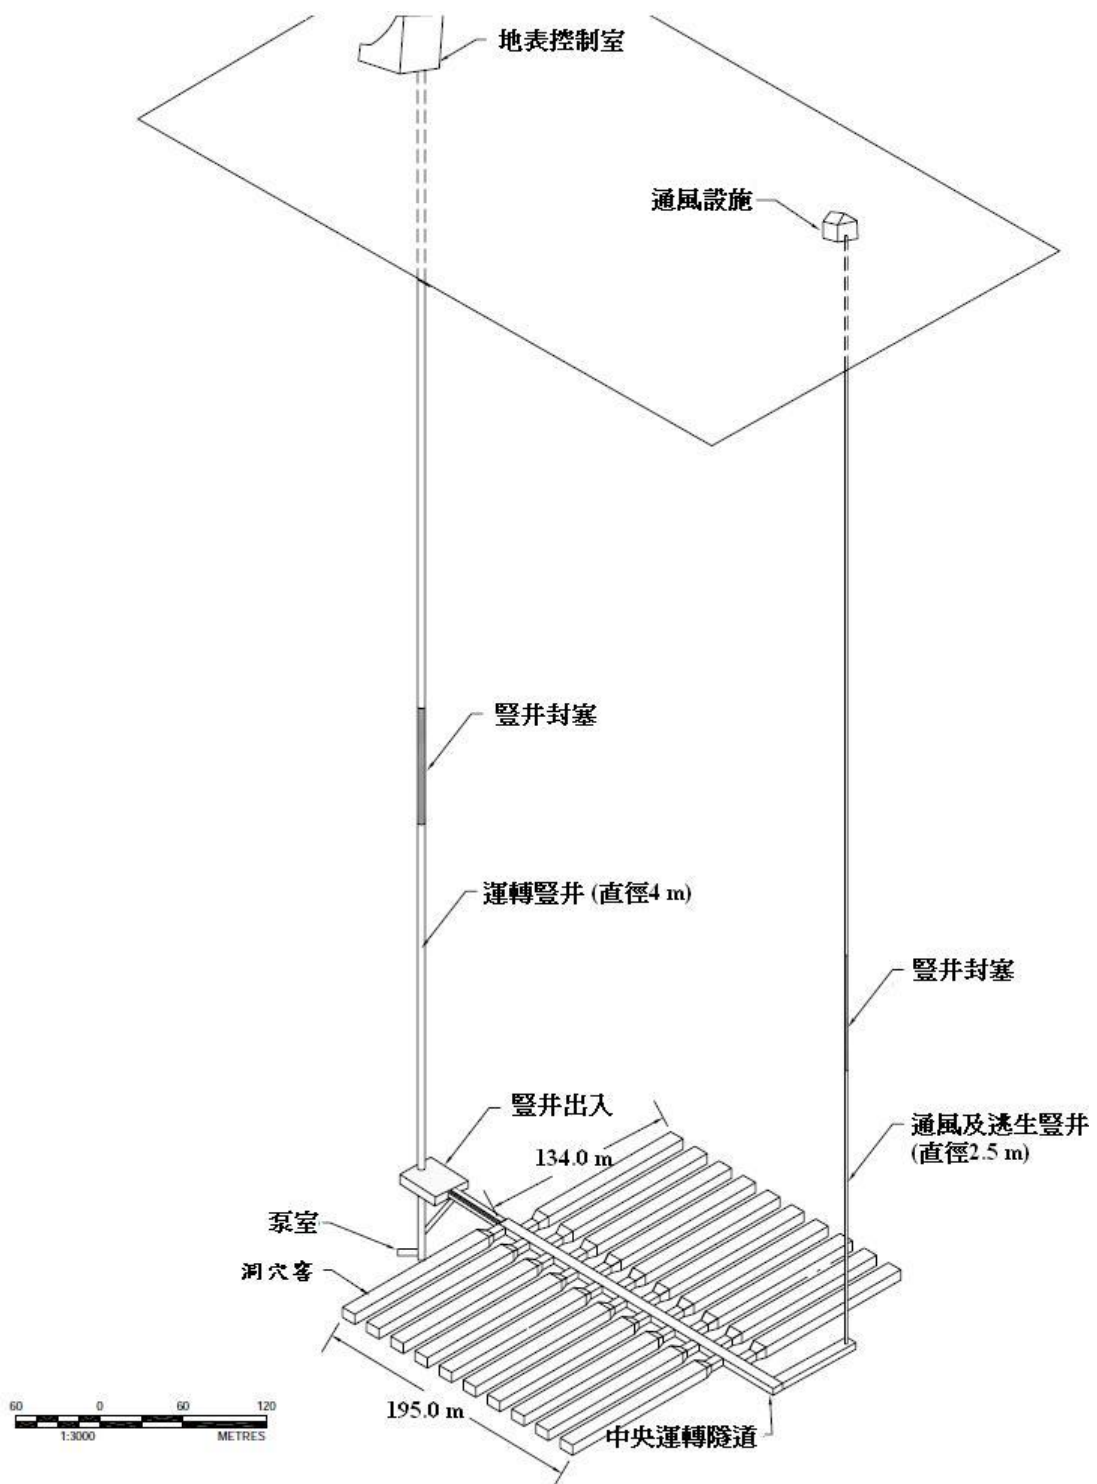 地表控制室
通風設施
豎井封塞
運轉豎井 (直徑4 m)
豎井封塞
豎井出入
134.0 m
通風及逃生豎井
(直徑2.5 m)
泵室
洞穴窖
195.0 m
中央運轉隧道
60 0 60 120
1:3000 METRES